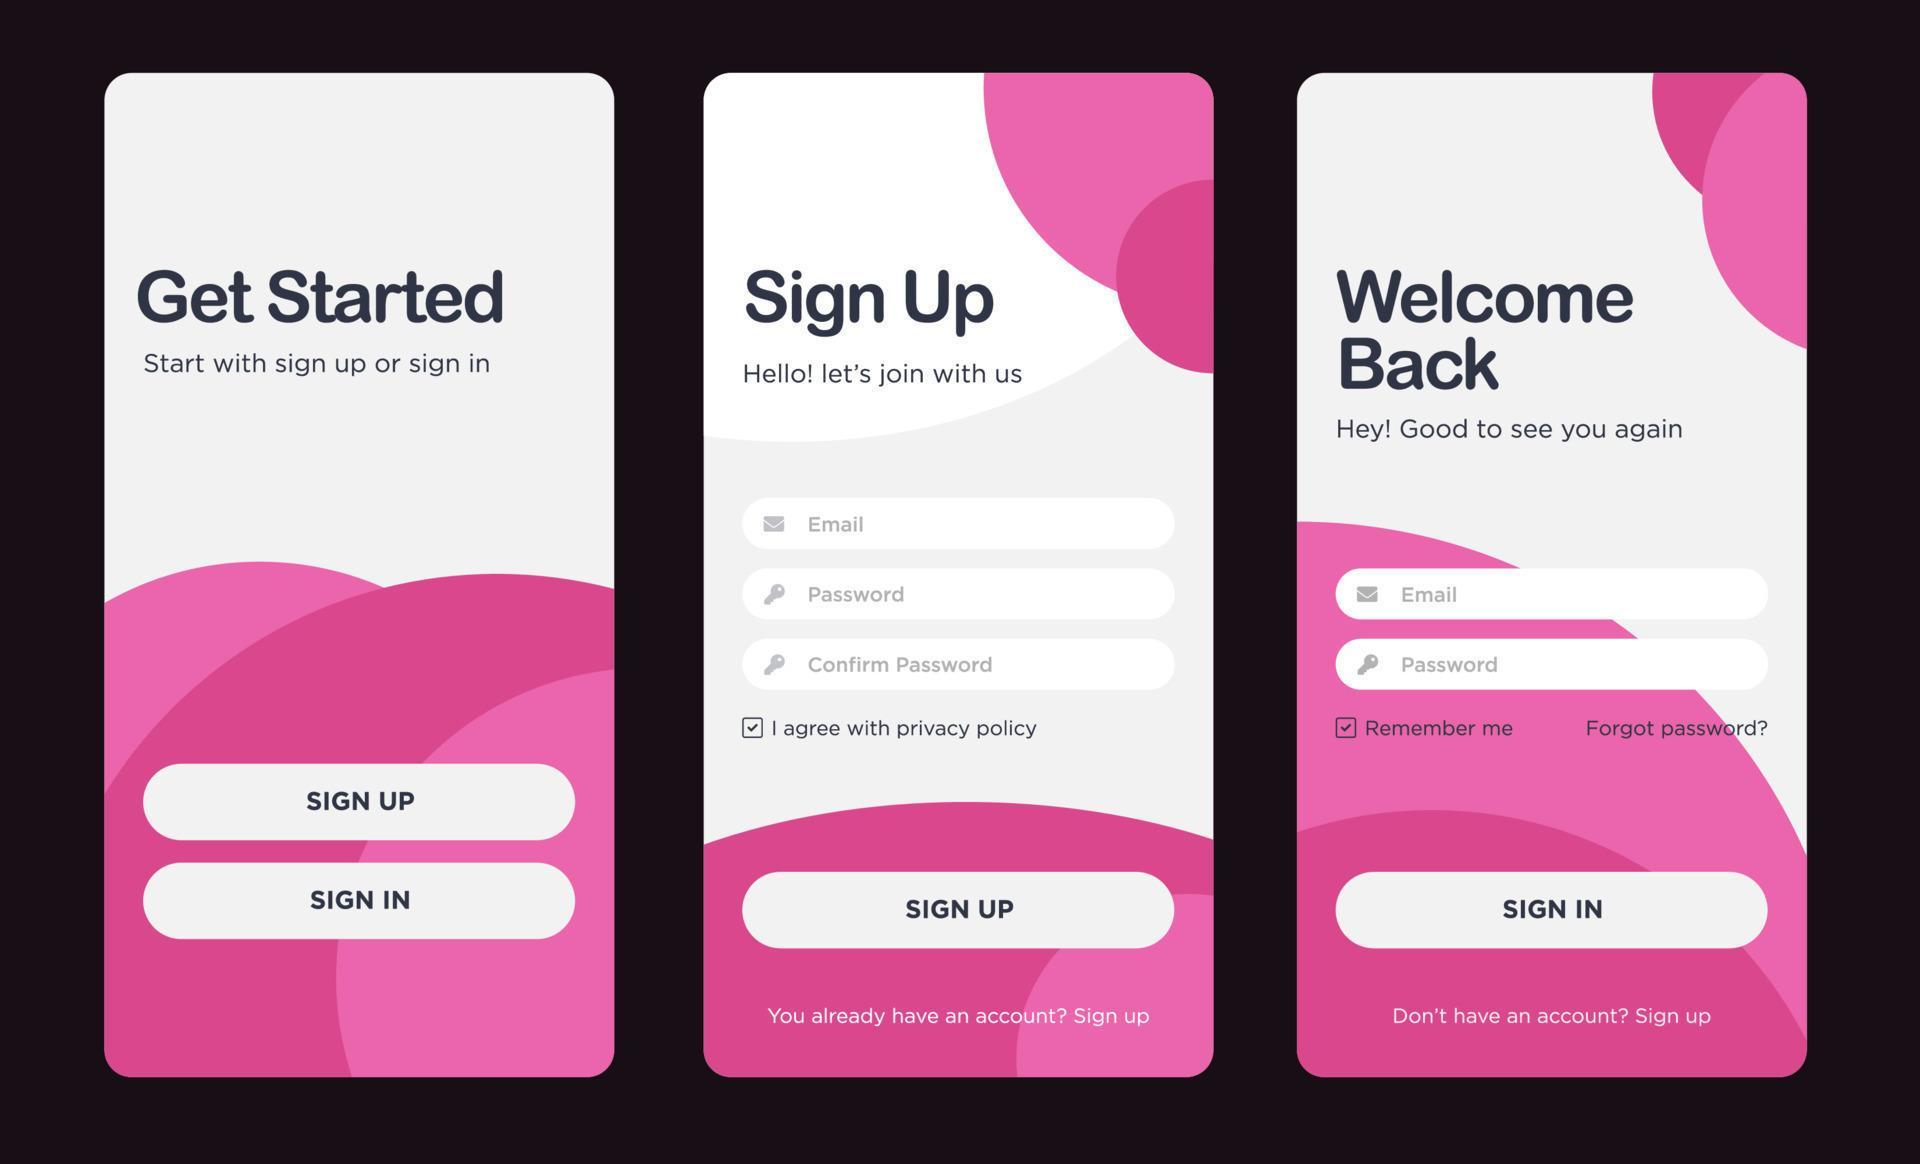 Get Started
Start with sign up or sign in
SIGN UP
SIGN IN
Sign Up
Hello! let’s join with us
Email
Password
Confirm Password
I agree with privacy policy
SIGN UP
You already have an account? Sign up
Welcome
Back
Hey! Good to see you again
Email
Password
Remember me
Forgot password?
SIGN IN
Don’t have an account? Sign up